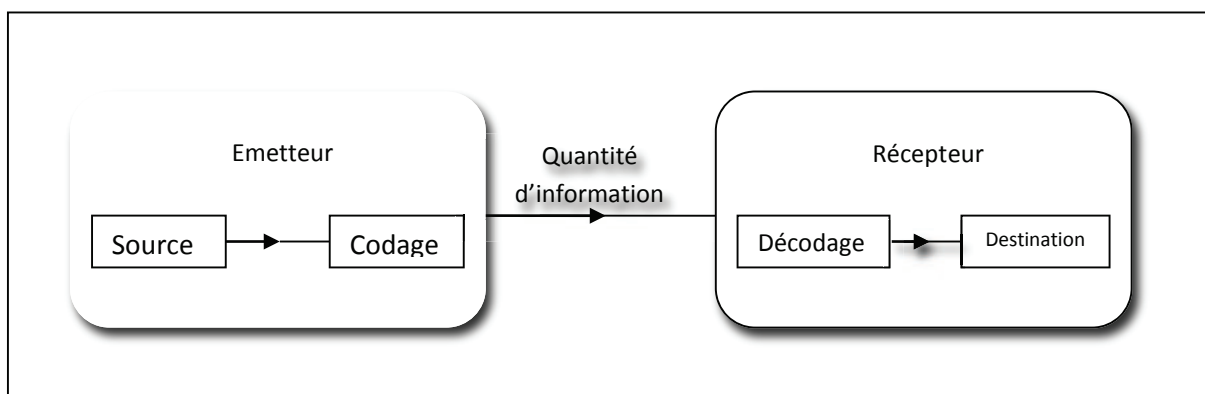 Emetteur
Source
Codage
Quantité
d'information
Récepteur
Décodage
Destination